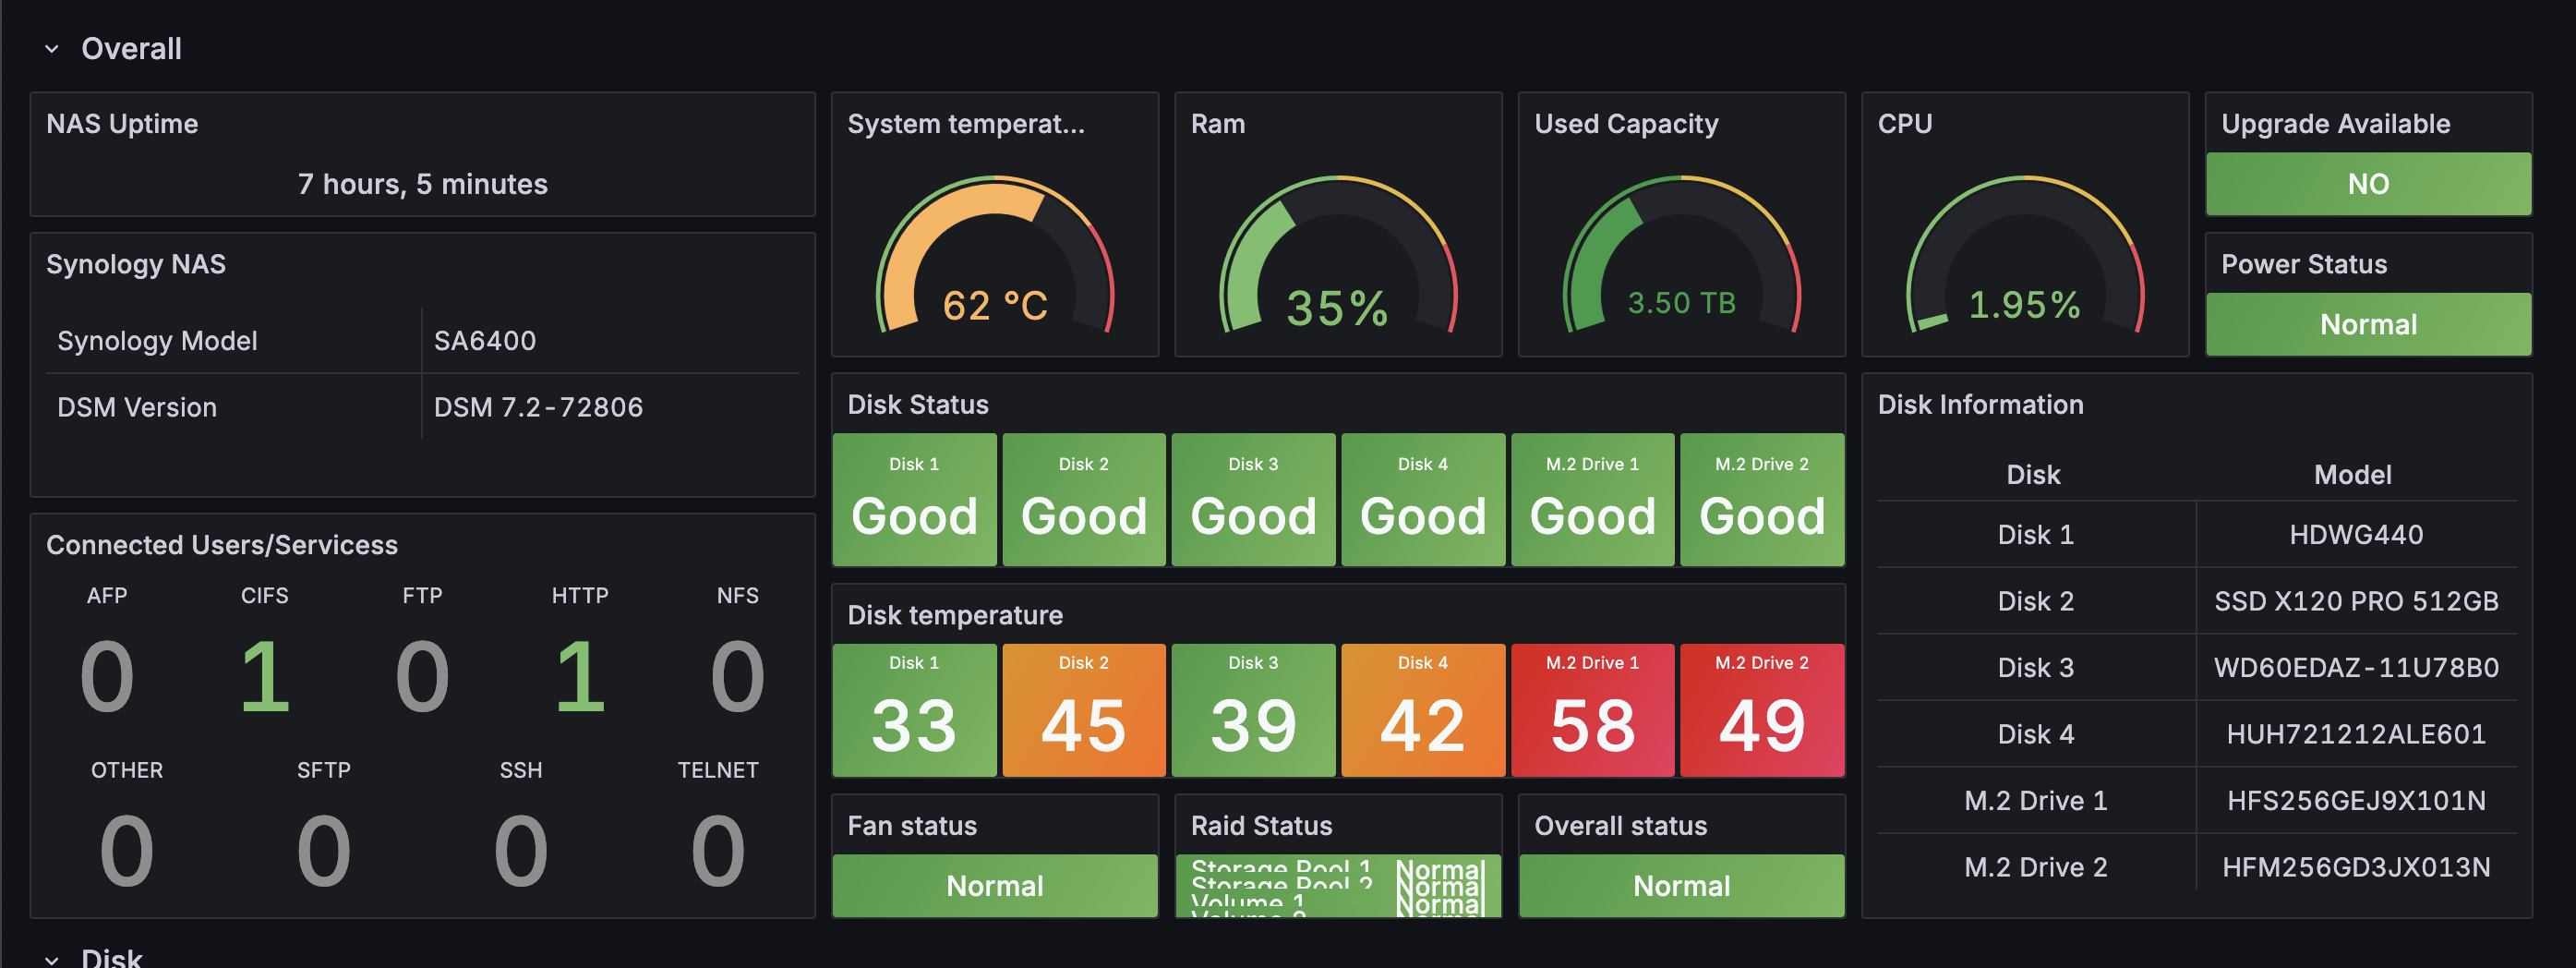 Overall
NAS Uptime
7 hours, 5 minutes
System temperat...
62 °C
Ram
35%
Used Capacity
3.50 TB
CPU
1.95%
Upgrade Available
NO
Power Status
Normal
Synology NAS
Synology Model SA6400
DSM Version DSM 7.2-72806
Connected Users/Servicess
AFP CIFS FTP HTTP NFS
0 1 0 1 0
OTHER SFTP SSH TELNET
0 0 0 0
Disk Status
Disk 1 Disk 2 Disk 3 Disk 4 M.2 Drive 1 M.2 Drive 2
Good Good Good Good Good Good
Disk temperature
Disk 1 Disk 2 Disk 3 Disk 4 M.2 Drive 1 M.2 Drive 2
33 45 39 42 58 49
Fan status
Normal
Raid Status
Storage Pool 1 Normal
Storage Pool 2 Normal
Volume 1 Normal
Volume 2 Normal
Overall status
Normal
Disk Information
Disk Model
Disk 1 HDWG440
Disk 2 SSD X120 PRO 512GB
Disk 3 WD60EDAZ-11U78B0
Disk 4 HUH721212ALE601
M.2 Drive 1 HFS256GEJ9X101N
M.2 Drive 2 HFM256GD3JX013N
Disk